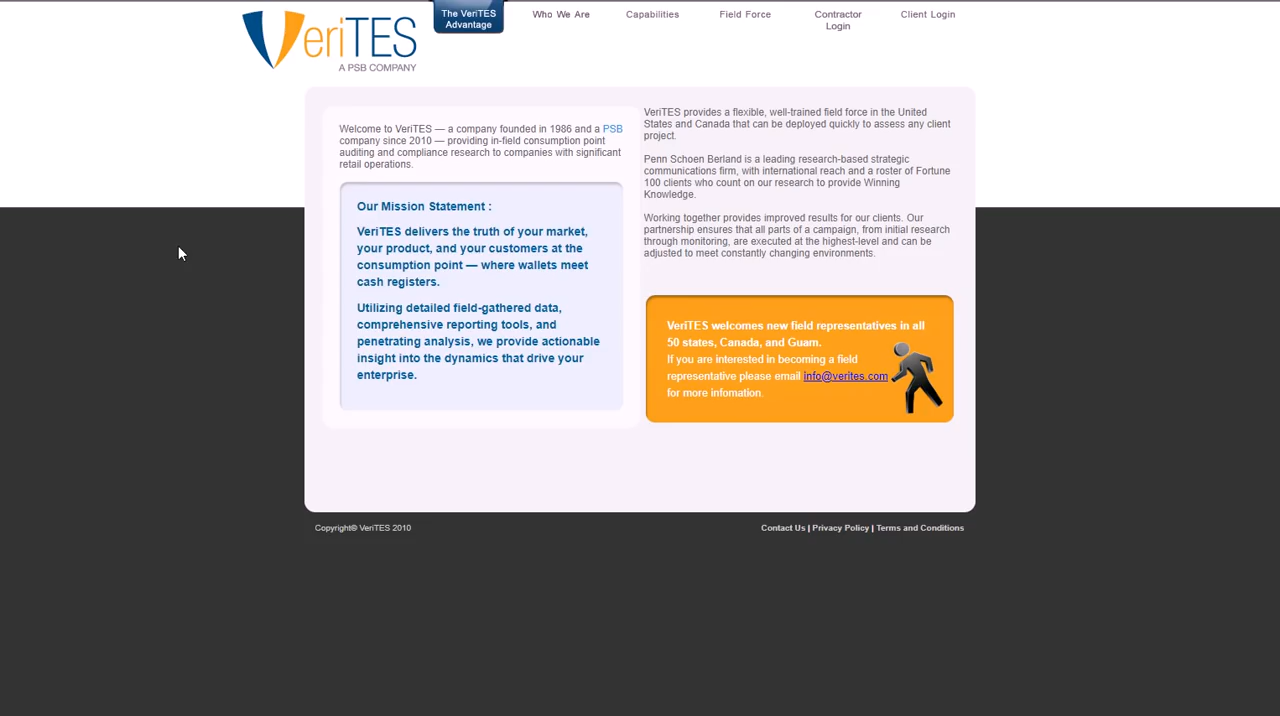 VeriTES
A PSB COMPANY
The VeriTES
Advantage
Who We Are
Capabilities
Field Force
Contractor
Login
Client Login
Welcome to VeriTES — a company founded in 1986 and a PSB
company since 2010 — providing in-field consumption point
auditing and compliance research to companies with significant
retail operations.
Our Mission Statement :
VeriTES delivers the truth of your market,
your product, and your customers at the
consumption point — where wallets meet
cash registers.
Utilizing detailed field-gathered data,
comprehensive reporting tools, and
penetrating analysis, we provide actionable
insight into the dynamics that drive your
enterprise.
VeriTES provides a flexible, well-trained field force in the United
States and Canada that can be deployed quickly to assess any client
project.
Penn Schoen Berland is a leading research-based strategic
communications firm, with international reach and a roster of Fortune
100 clients who count on our research to provide Winning
Knowledge.
Working together provides improved results for our clients. Our
partnership ensures that all parts of a campaign, from initial research
through monitoring, are executed at the highest-level and can be
adjusted to meet constantly changing environments.
VeriTES welcomes new field representatives in all
50 states, Canada, and Guam.
If you are interested in becoming a field
representative please email info@verites.com
for more infomation.
Copyright© VeriTES 2010
Contact Us | Privacy Policy | Terms and Conditions